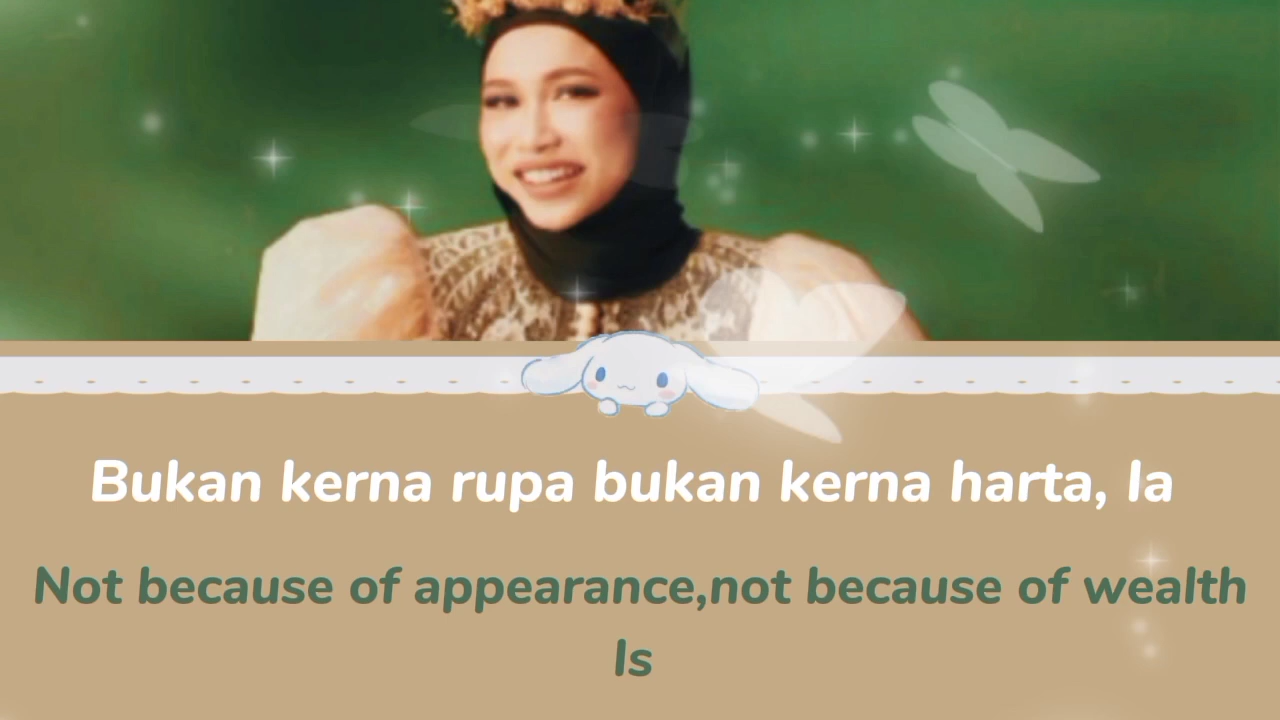 Bukan kerna rupa bukan kerna harta, Ia
Not because of appearance,not because of wealth
Is